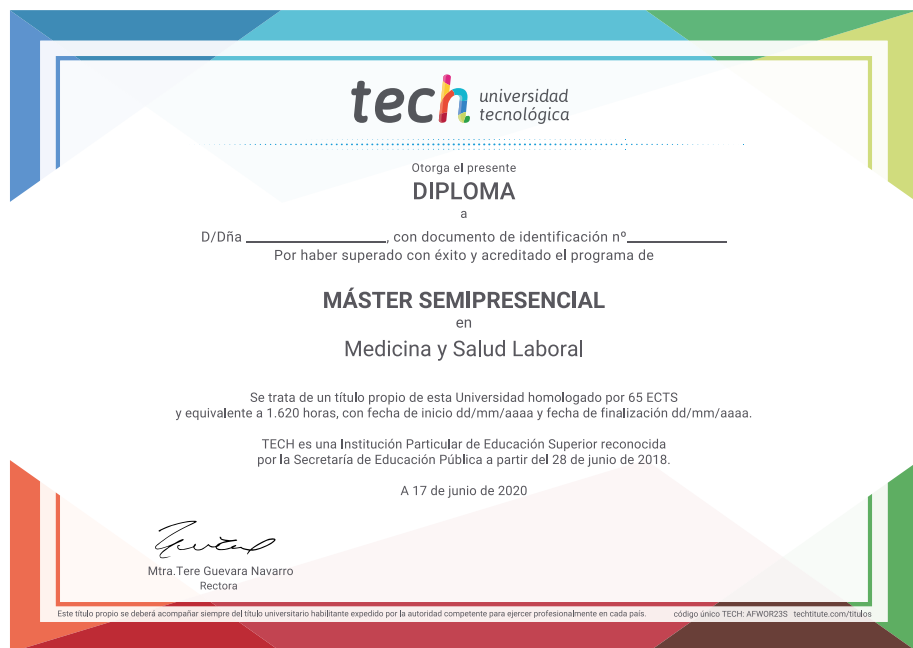 tech universidad
tecnológica
Otorga el presente
DIPLOMA
a
D/Dña ____________, con documento de identificación nº____________
Por haber superado con éxito y acreditado el programa de
MÁSTER SEMIPRESENCIAL
en
Medicina y Salud Laboral
Se trata de un título propio de esta Universidad homologado por 65 ECTS
y equivalente a 1.620 horas, con fecha de inicio dd/mm/aaaa y fecha de finalización dd/mm/aaaa.
TECH es una Institución Particular de Educación Superior reconocida
por la Secretaría de Educación Pública a partir del 28 de junio de 2018.
A 17 de junio de 2020
Mtra.Tere Guevara Navarro
Rectora
Este título propio se deberá acompañar siempre del título universitario habilitante expedido por la autoridad competente para ejercer profesionalmente en cada país. código único TECH: AFWOR23S techtitute.com/titulos